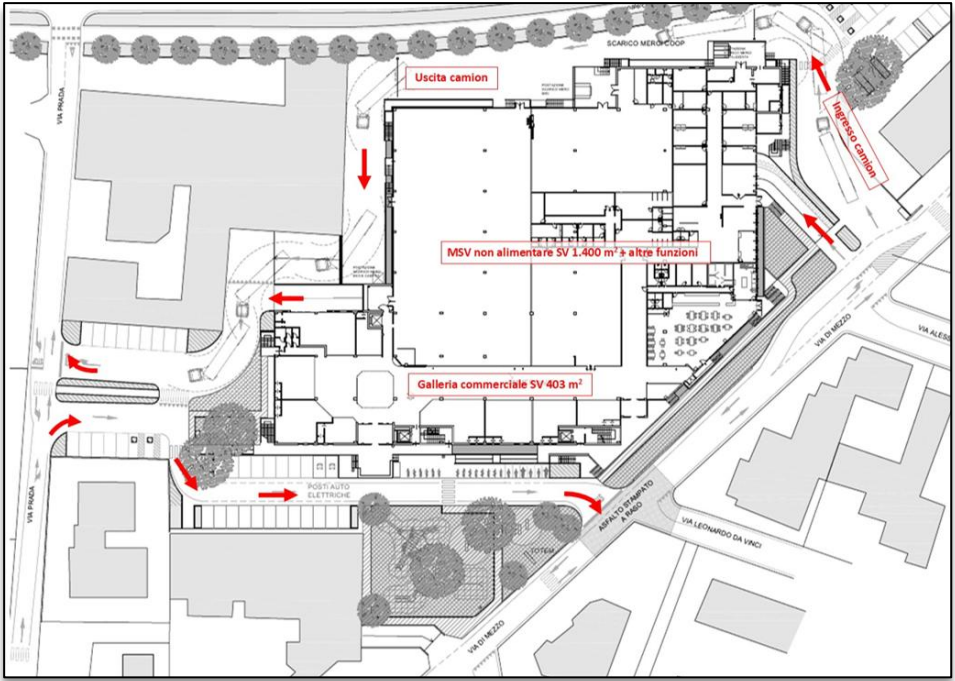 SCARICO MERCI COOP
Uscita camion
VIA PRADA
Ingresso camion
MSV non alimentare SV 1.400 m² + altre funzioni
VIA DI MEZZO
VIA ALESS
Galleria commerciale SV 403 m²
VIA PRADA
POSTI AUTO
ELETTRICHE
ASFALTO STAMPATO
A RASO
VIA LEONARDO DA VINCI
TOTEM
VIA DI MEZZO